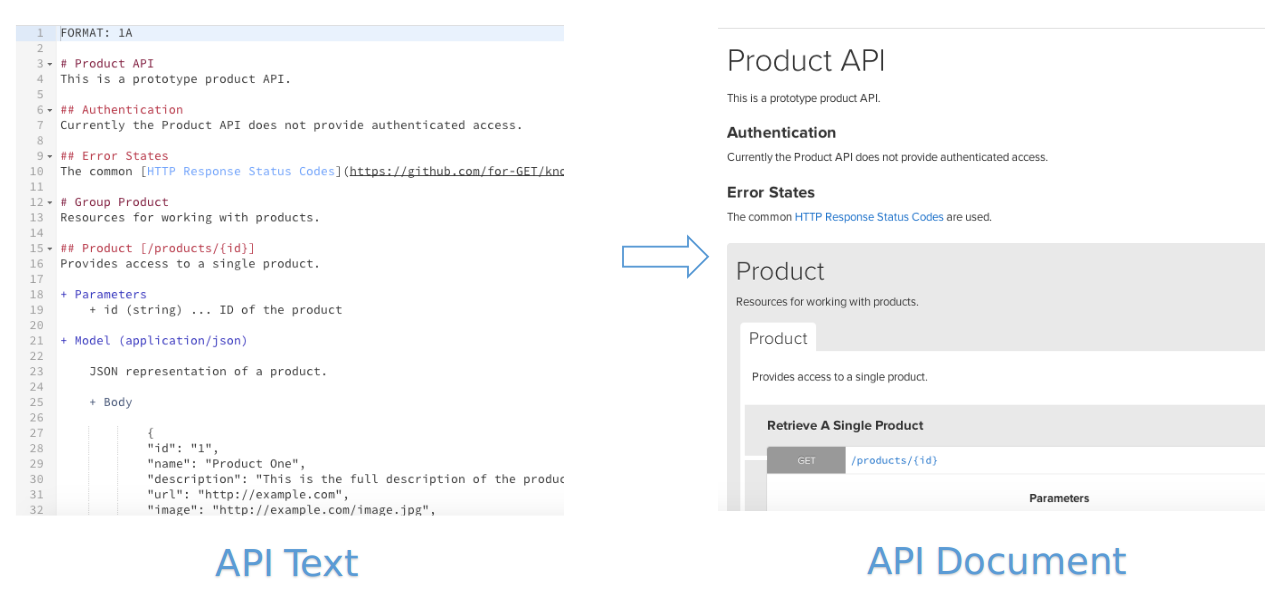 1 FORMAT: 1A
2
3 # Product API
4 This is a prototype product API.
5
6 ## Authentication
7 Currently the Product API does not provide authenticated access.
8
9 ## Error States
10 The common [HTTP Response Status Codes](https://github.com/for-GET/kno
11
12 # Group Product
13 Resources for working with products.
14
15 ## Product [/products/{id}]
16 Provides access to a single product.
17
18 + Parameters
19 + id (string) ... ID of the product
20
21 + Model (application/json)
22
23 JSON representation of a product.
24
25 + Body
26
27 {
28 "id": "1",
29 "name": "Product One",
30 "description": "This is the full description of the produc
31 "url": "http://example.com",
32 "image": "http://example.com/image.jpg",
API Text
Product API
This is a prototype product API.
Authentication
Currently the Product API does not provide authenticated access.
Error States
The common HTTP Response Status Codes are used.
Product
Resources for working with products.
Product
Provides access to a single product.
Retrieve A Single Product
GET /products/{id}
Parameters
API Document